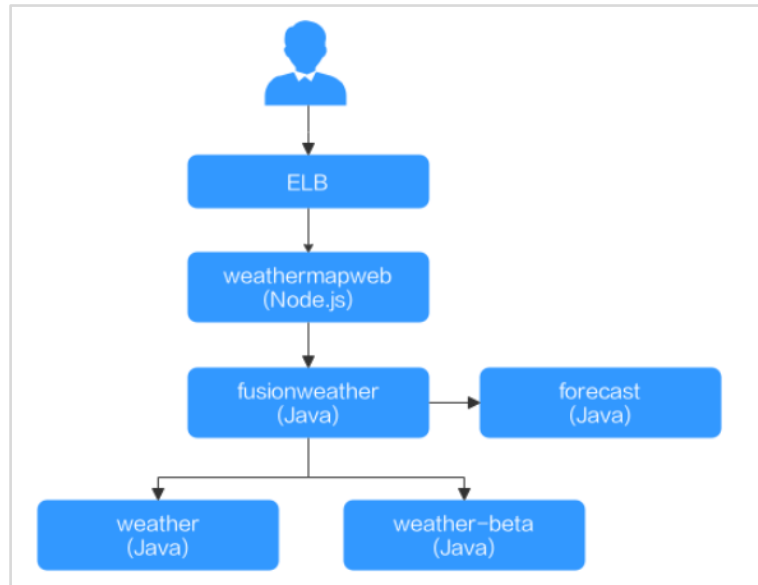 ELB
weathermapweb
(Node.js)
fusionweather
(Java)
forecast
(Java)
weather
(Java)
weather-beta
(Java)